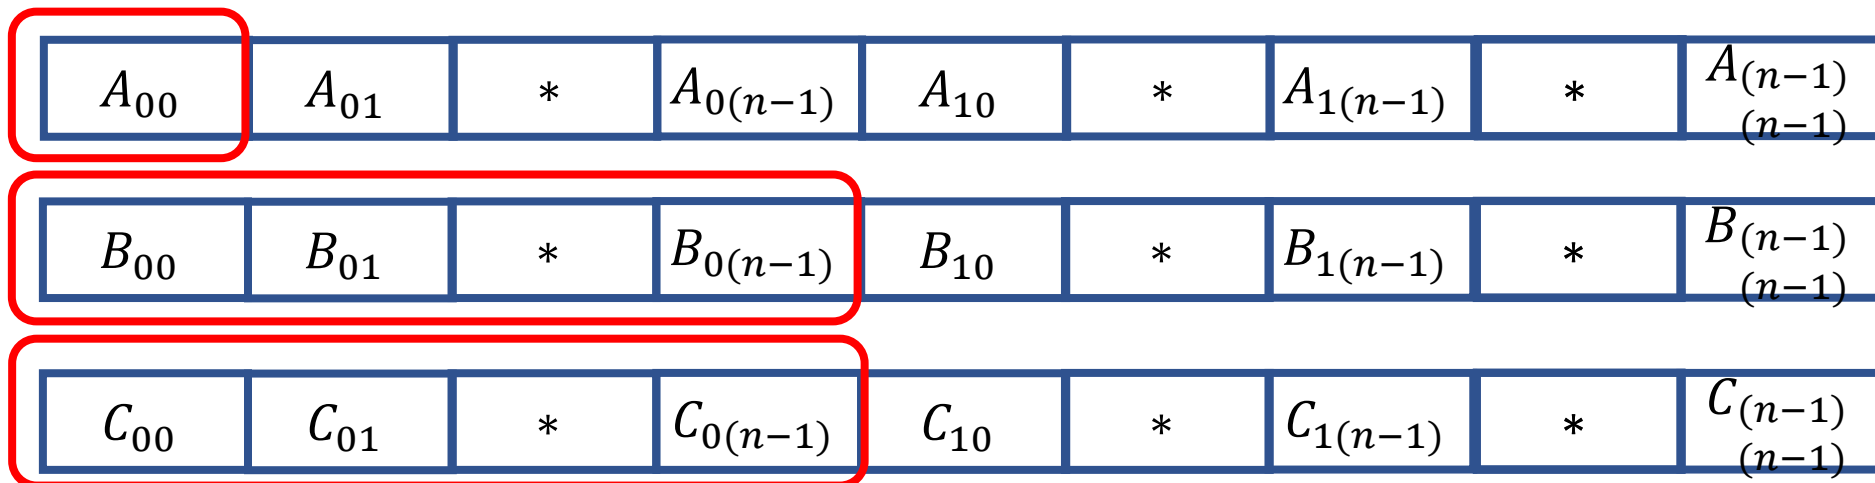 A₀₀ A₀₁ * A₀₍ₙ₋₁₎ A₁₀ * A₁₍ₙ₋₁₎ * A₍ₙ₋₁₎₍ₙ₋₁₎
B₀₀ B₀₁ * B₀₍ₙ₋₁₎ B₁₀ * B₁₍ₙ₋₁₎ * B₍ₙ₋₁₎₍ₙ₋₁₎
C₀₀ C₀₁ * C₀₍ₙ₋₁₎ C₁₀ * C₁₍ₙ₋₁₎ * C₍ₙ₋₁₎₍ₙ₋₁₎